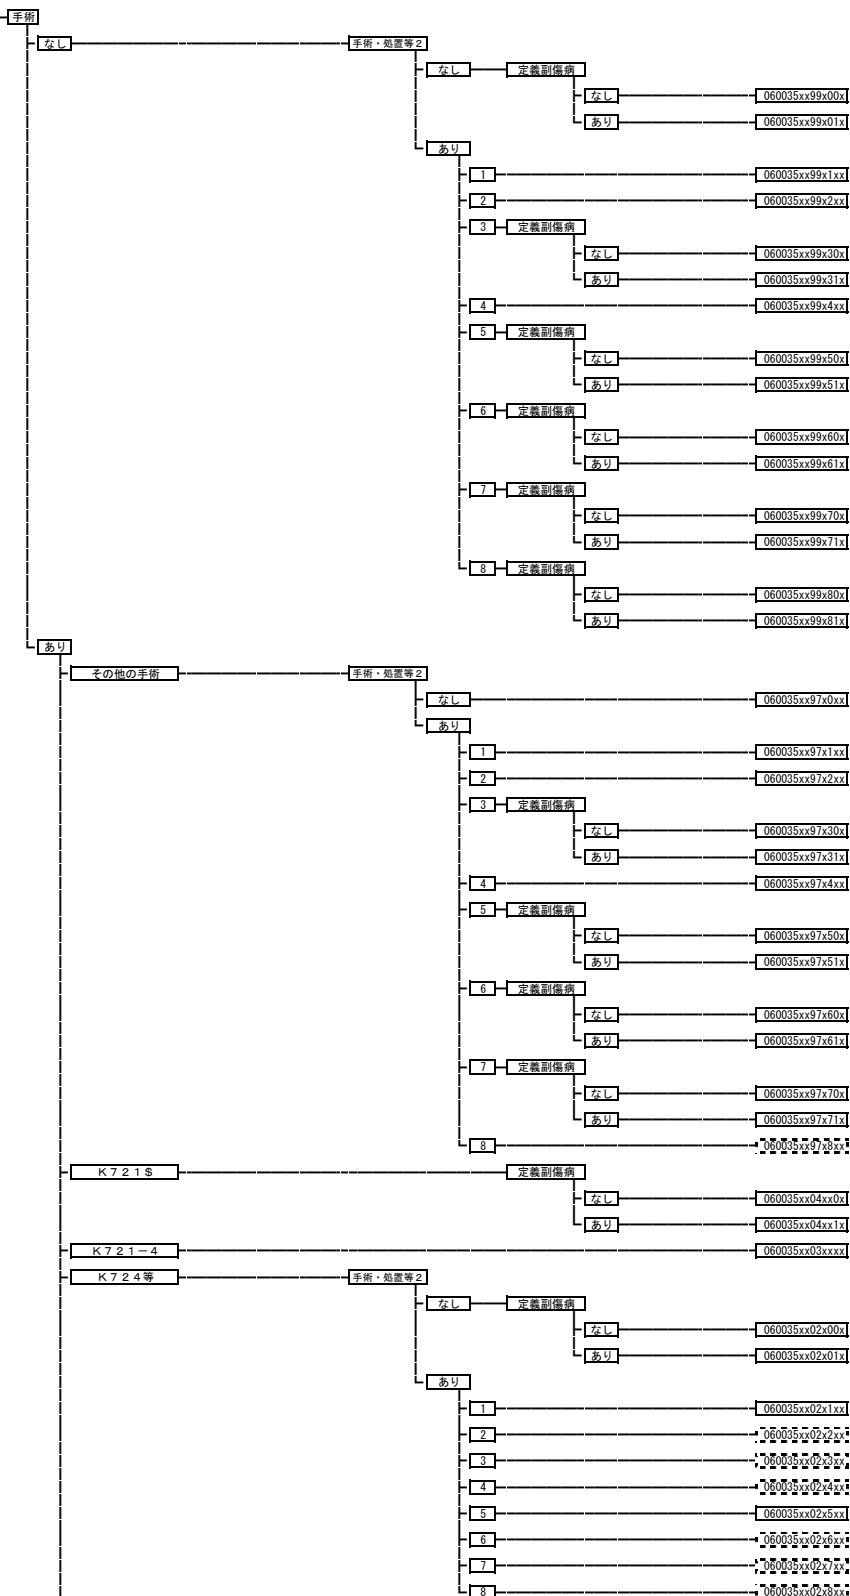 手術
なし 手術・処置等2
なし 定義副傷病
なし 060035xx99x00x
あり 060035xx99x01x
あり
1 060035xx99x1xx
2 060035xx99x2xx
3 定義副傷病
なし 060035xx99x30x
あり 060035xx99x31x
4 060035xx99x4xx
5 定義副傷病
なし 060035xx99x50x
あり 060035xx99x51x
6 定義副傷病
なし 060035xx99x60x
あり 060035xx99x61x
7 定義副傷病
なし 060035xx99x70x
あり 060035xx99x71x
8 定義副傷病
なし 060035xx99x80x
あり 060035xx99x81x
あり
その他の手術 手術・処置等2
なし 060035xx97x0xx
あり
1 060035xx97x1xx
2 060035xx97x2xx
3 定義副傷病
なし 060035xx97x30x
あり 060035xx97x31x
4 060035xx97x4xx
5 定義副傷病
なし 060035xx97x50x
あり 060035xx97x51x
6 定義副傷病
なし 060035xx97x60x
あり 060035xx97x61x
7 定義副傷病
なし 060035xx97x70x
あり 060035xx97x71x
8 060035xx97x8xx
K721$ 定義副傷病
なし 060035xx04xx0x
あり 060035xx04xx1x
K721-4 060035xx03xxxx
K724等 手術・処置等2
なし 定義副傷病
なし 060035xx02x00x
あり 060035xx02x01x
あり
1 060035xx02x1xx
2 060035xx02x2xx
3 060035xx02x3xx
4 060035xx02x4xx
5 060035xx02x5xx
6 060035xx02x6xx
7 060035xx02x7xx
8 060035xx02x8xx